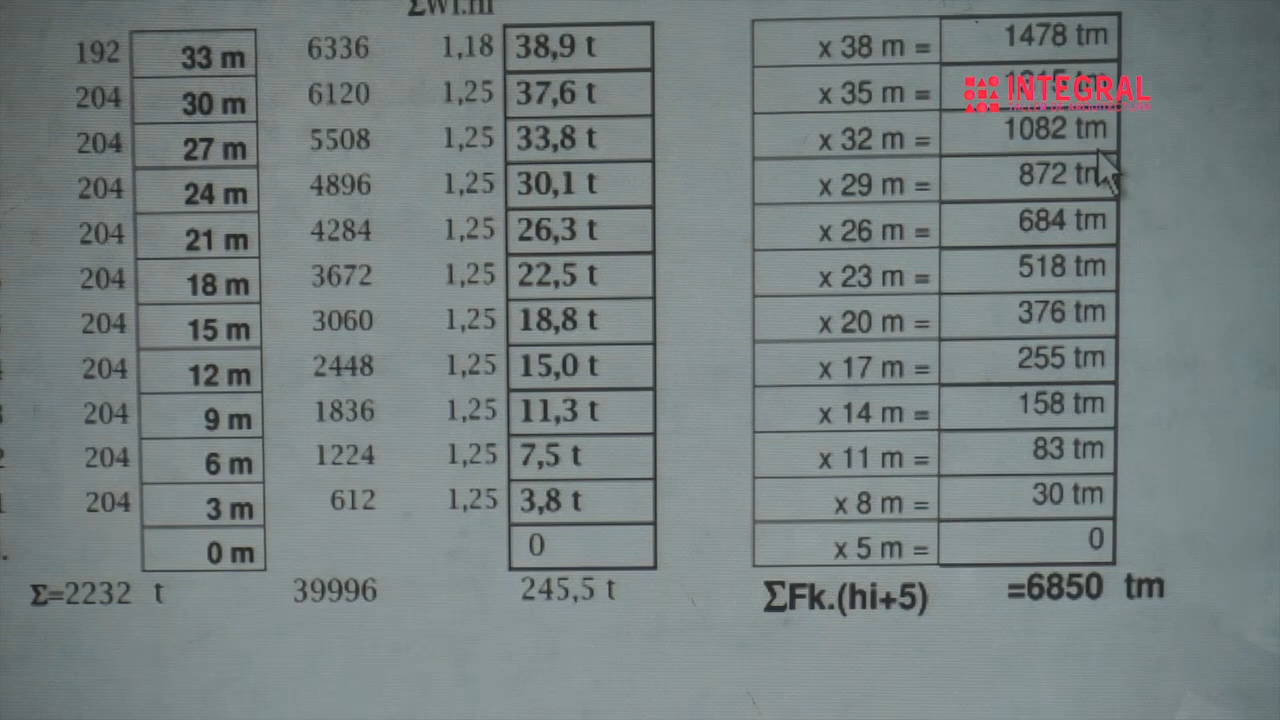 ΣWi.hi
192 33 m 6336 1,18 38,9 t x 38 m = 1478 tm
204 30 m 6120 1,25 37,6 t x 35 m =
INTEGRAL
204 27 m 5508 1,25 33,8 t x 32 m = 1082 tm
204 24 m 4896 1,25 30,1 t x 29 m = 872 tm
204 21 m 4284 1,25 26,3 t x 26 m = 684 tm
204 18 m 3672 1,25 22,5 t x 23 m = 518 tm
204 15 m 3060 1,25 18,8 t x 20 m = 376 tm
204 12 m 2448 1,25 15,0 t x 17 m = 255 tm
204 9 m 1836 1,25 11,3 t x 14 m = 158 tm
204 6 m 1224 1,25 7,5 t x 11 m = 83 tm
204 3 m 612 1,25 3,8 t x 8 m = 30 tm
0 m 0 x 5 m = 0
Σ=2232 t 39996 245,5 t ΣFk.(hi+5) =6850 tm